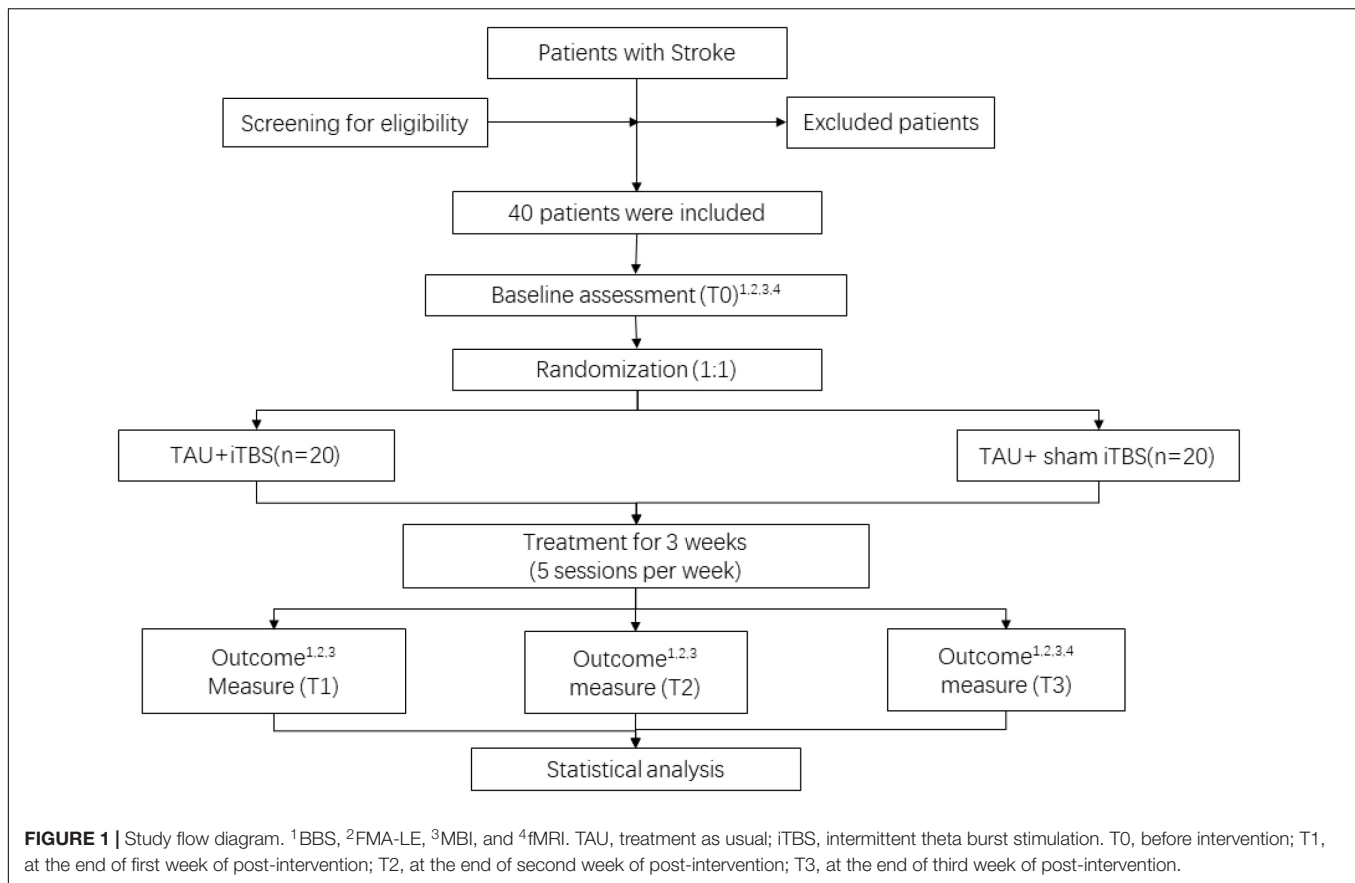 Patients with Stroke
Screening for eligibility
Excluded patients
40 patients were included
Baseline assessment (T0)1,2,3,4
Randomization (1:1)
TAU+iTBS(n=20)
TAU+ sham iTBS(n=20)
Treatment for 3 weeks
(5 sessions per week)
Outcome1,2,3
Measure (T1)
Outcome1,2,3
measure (T2)
Outcome1,2,3,4
measure (T3)
Statistical analysis
FIGURE 1 | Study flow diagram. 1BBS, 2FMA-LE, 3MBI, and 4fMRI. TAU, treatment as usual; iTBS, intermittent theta burst stimulation. T0, before intervention; T1,
at the end of first week of post-intervention; T2, at the end of second week of post-intervention; T3, at the end of third week of post-intervention.